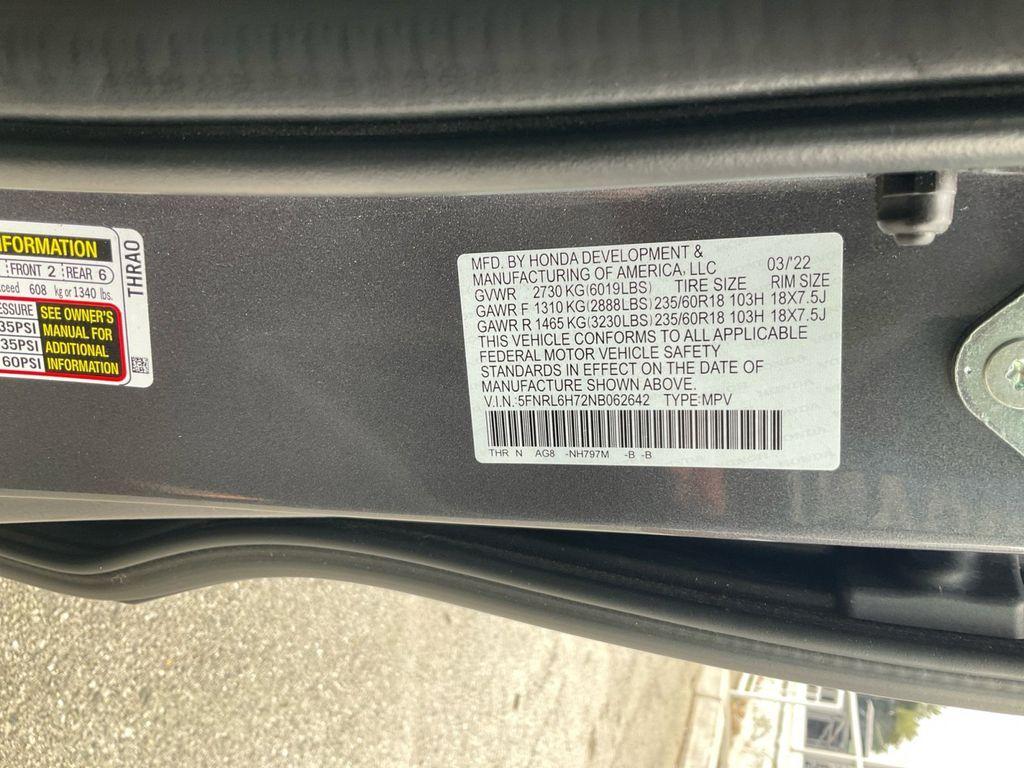 FORMATION
FRONT 2 REAR 6
608 kg or 1340 lbs.
35PSI
35PSI
60PSI
SEE OWNER'S
MANUAL FOR
ADDITIONAL
INFORMATION
THRA0
MFD. BY HONDA DEVELOPMENT &
MANUFACTURING OF AMERICA, LLC 03/'22
GVWR 2730 KG(6019LBS) TIRE SIZE RIM SIZE
GAWR F 1310 KG(2888LBS) 235/60R18 103H 18X7.5J
GAWR R 1465 KG(3230LBS) 235/60R18 103H 18X7.5J
THIS VEHICLE CONFORMS TO ALL APPLICABLE
FEDERAL MOTOR VEHICLE SAFETY
STANDARDS IN EFFECT ON THE DATE OF
MANUFACTURE SHOWN ABOVE.
V.I.N.:5FNRL6H72NB062642 TYPE:MPV
THR N AG8 -NH797M -B -B